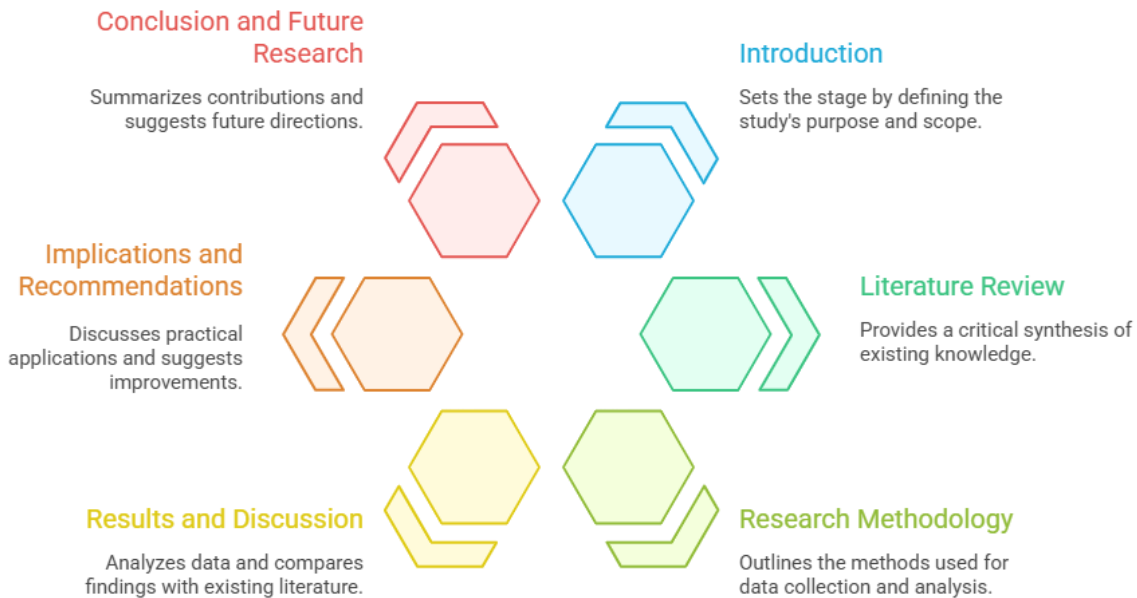 Conclusion and Future
Research
Summarizes contributions and
suggests future directions.
Introduction
Sets the stage by defining the
study's purpose and scope.
Implications and
Recommendations
Discusses practical
applications and suggests
improvements.
Literature Review
Provides a critical synthesis of
existing knowledge.
Results and Discussion
Analyzes data and compares
findings with existing literature.
Research Methodology
Outlines the methods used for
data collection and analysis.